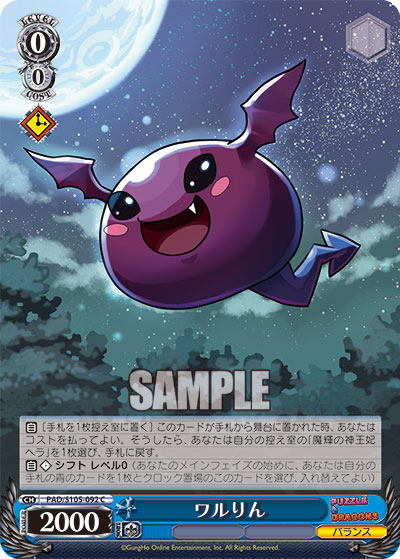 LEVEL
0
0
COST
SAMPLE
【自】 [手札を1枚控え室に置く] このカードが手札から舞台に置かれた時、あなたは
コストを払ってよい。そうしたら、あなたは自分の控え室の「魔輝の神王妃
ヘラ」を1枚選び、手札に戻す。
【自】 シフト レベル0 (あなたのメインフェイズの始めに、あなたは自分の
手札の青のカードを1枚とクロック置場のこのカードを選び、入れ替えてよい)
CH PAD/S105-092 C
POWER
2000
ワルりん
PUZZLE & DRAGONS
バランス
©GungHo Online Entertainment, Inc. All Rights Reserved.